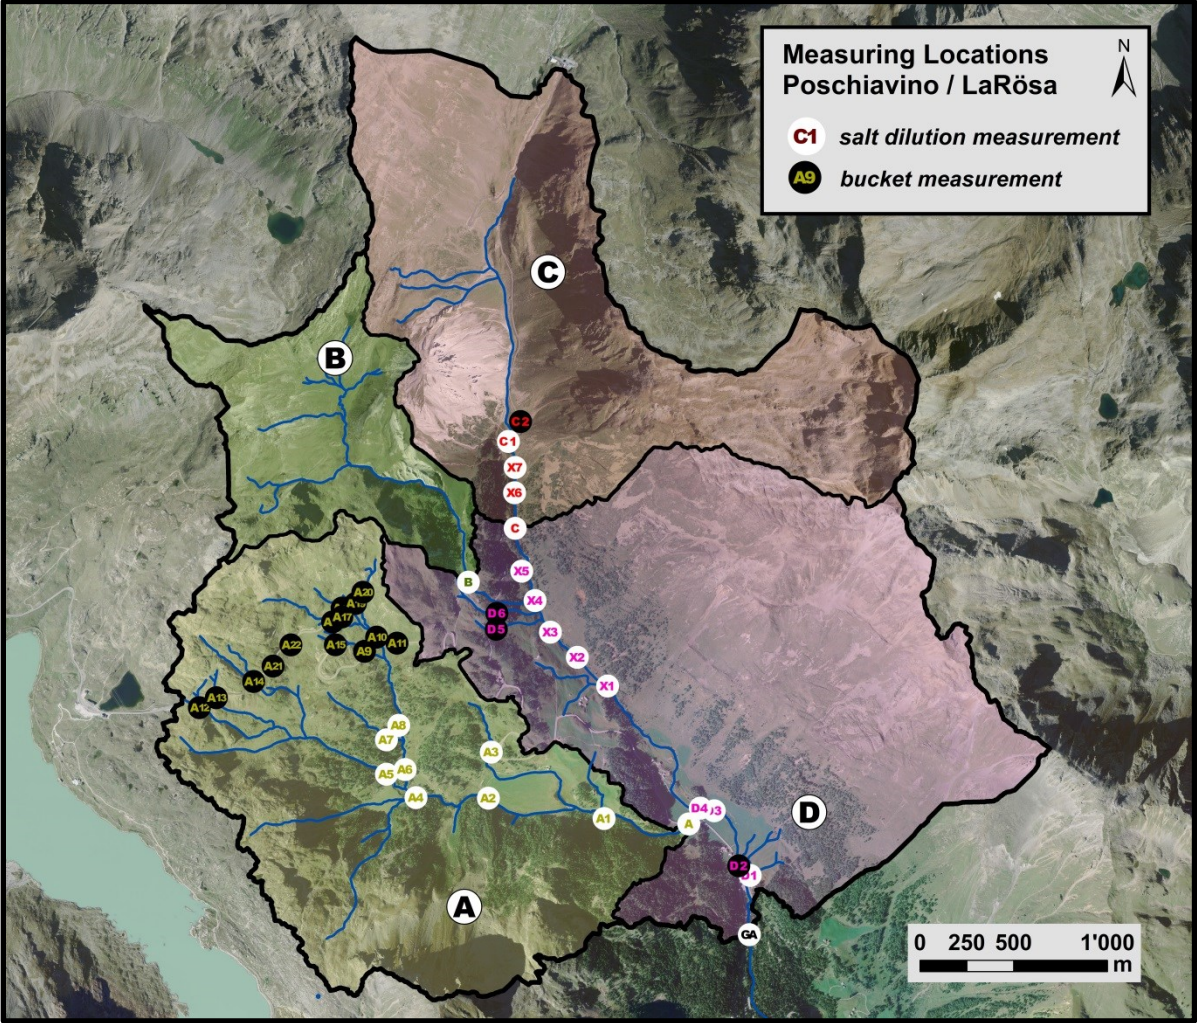 Measuring Locations
Poschiavino / LaRösa
N
C1 salt dilution measurement
A9 bucket measurement
C
B
C2
C1
X7
X6
C
X5
B
X4
D6
D5
X3
X2
X1
A20
A17
A10
A11
A15
A9
A22
A21
A14
A13
A12
A8
A7
A3
A6
A5
A4
A2
A1
A
D4
D
D2
D1
A
GA
0 250 500 1'000
m